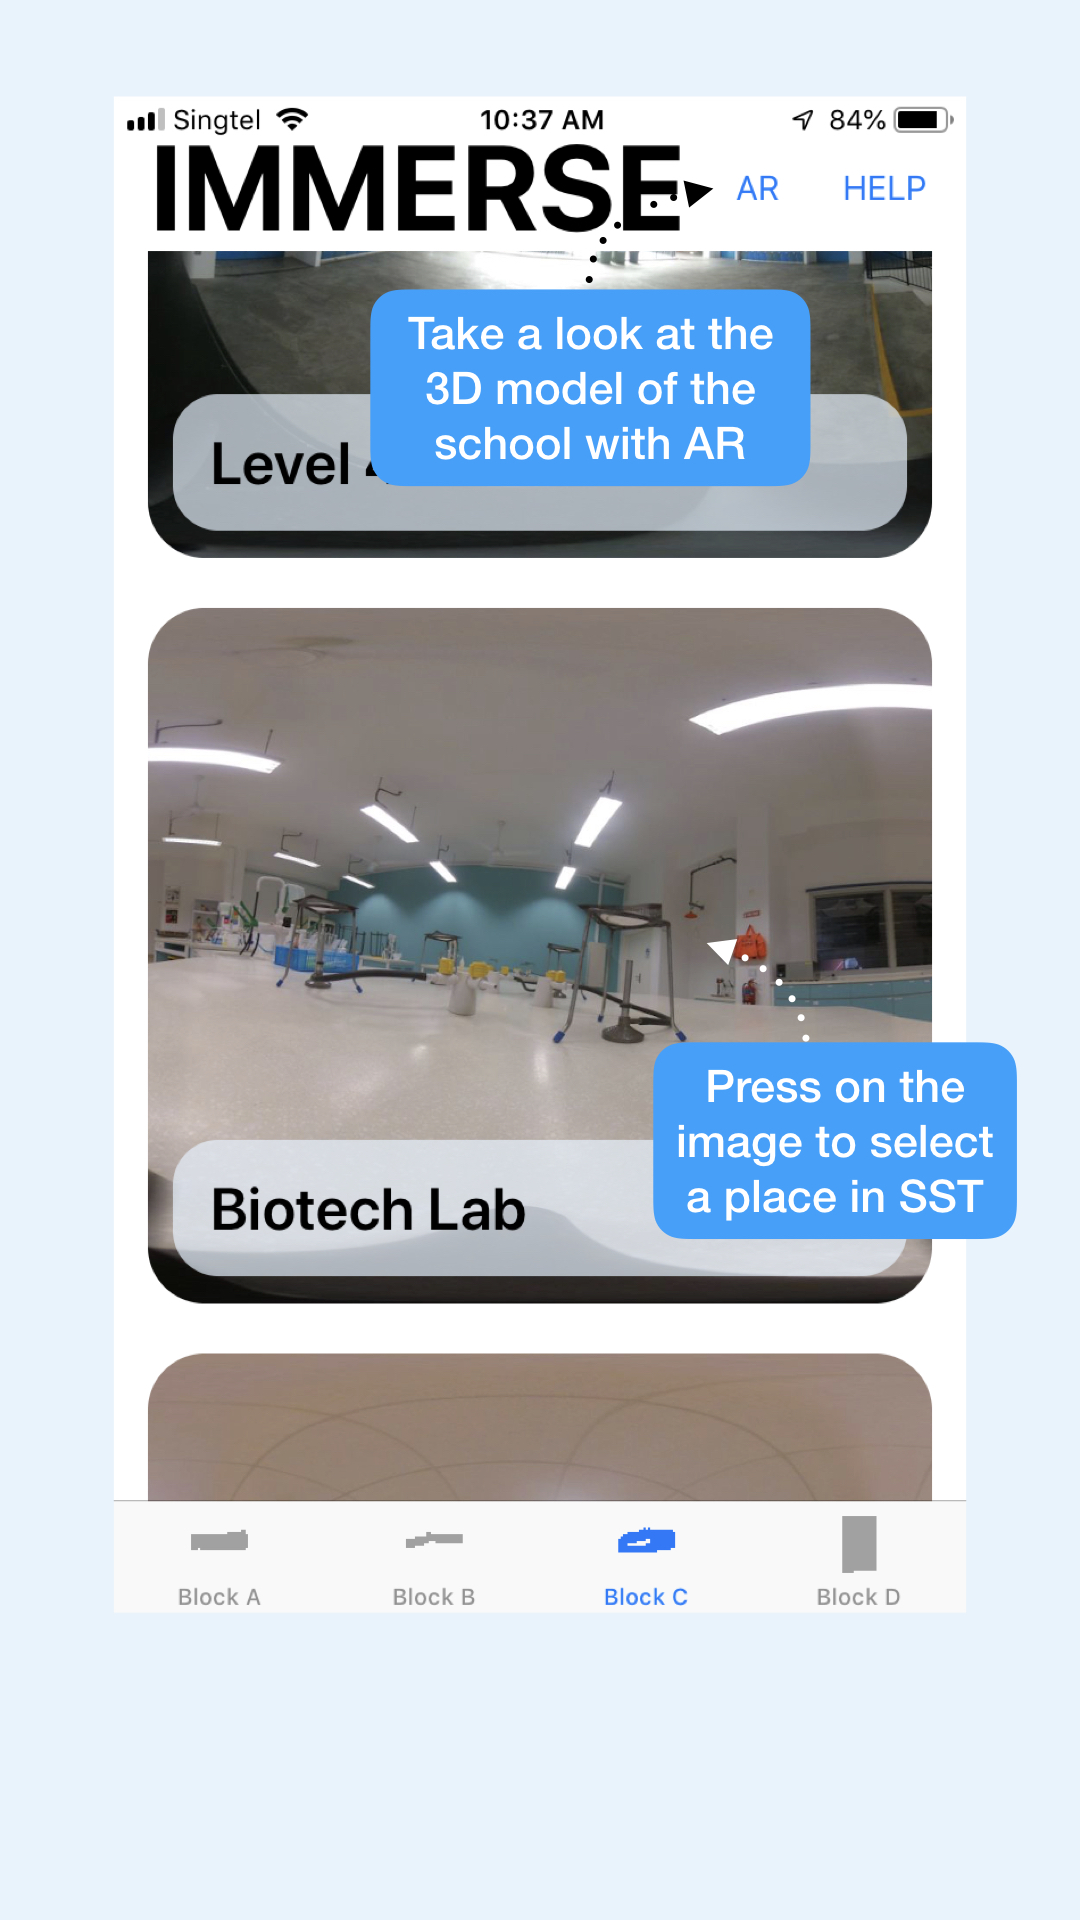 Singtel 10:37 AM 84%
IMMERSE AR HELP
Take a look at the
3D model of the
school with AR
Level
Press on the
image to select
a place in SST
Biotech Lab
Block A Block B Block C Block D